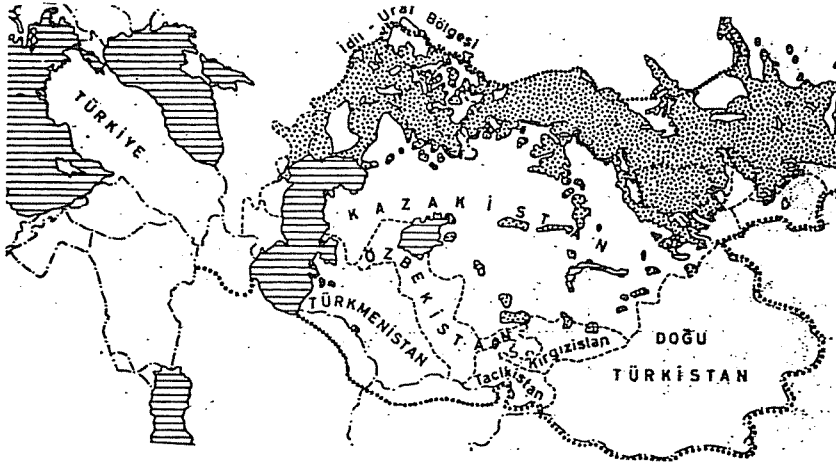 İdil - Ural Bölgesi
TÜRKİYE
KAZAKİSTAN
ÖZBEKİSTAN
TÜRKMENİSTAN
Kırgızistan
Tacikistan
DOĞU
TÜRKİSTAN